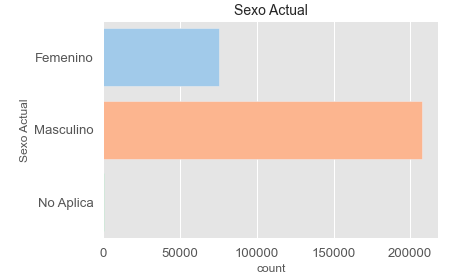 Sexo Actual
Femenino
Masculino
No Aplica
Sexo Actual
0 50000 100000 150000 200000
count